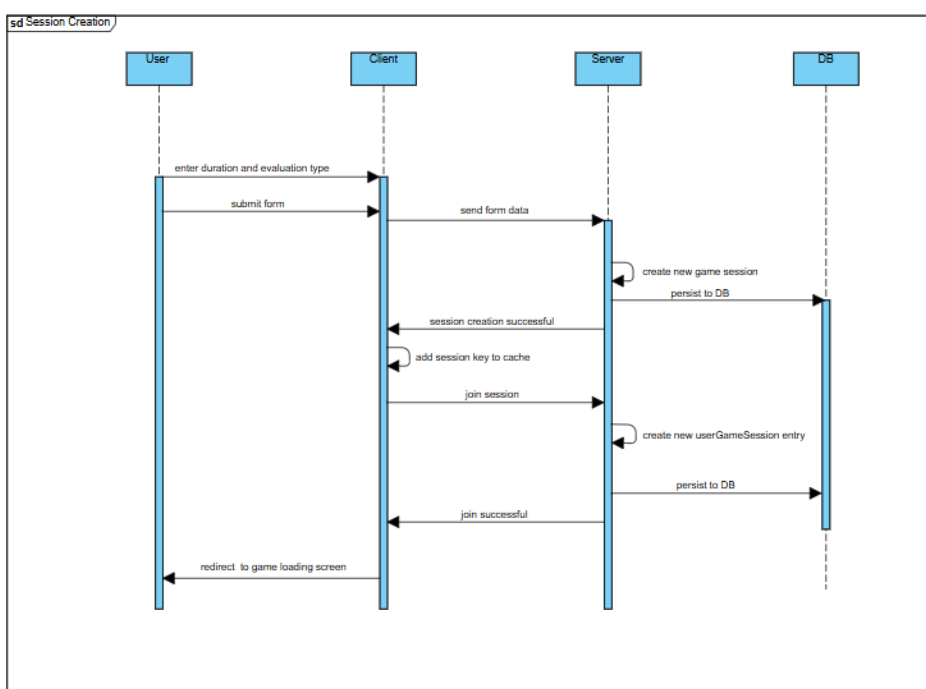 sd Session Creation
User
Client
Server
DB
enter duration and evaluation type
submit form
send form data
create new game session
persist to DB
session creation successful
add session key to cache
join session
create new userGameSession entry
persist to DB
join successful
redirect to game loading screen